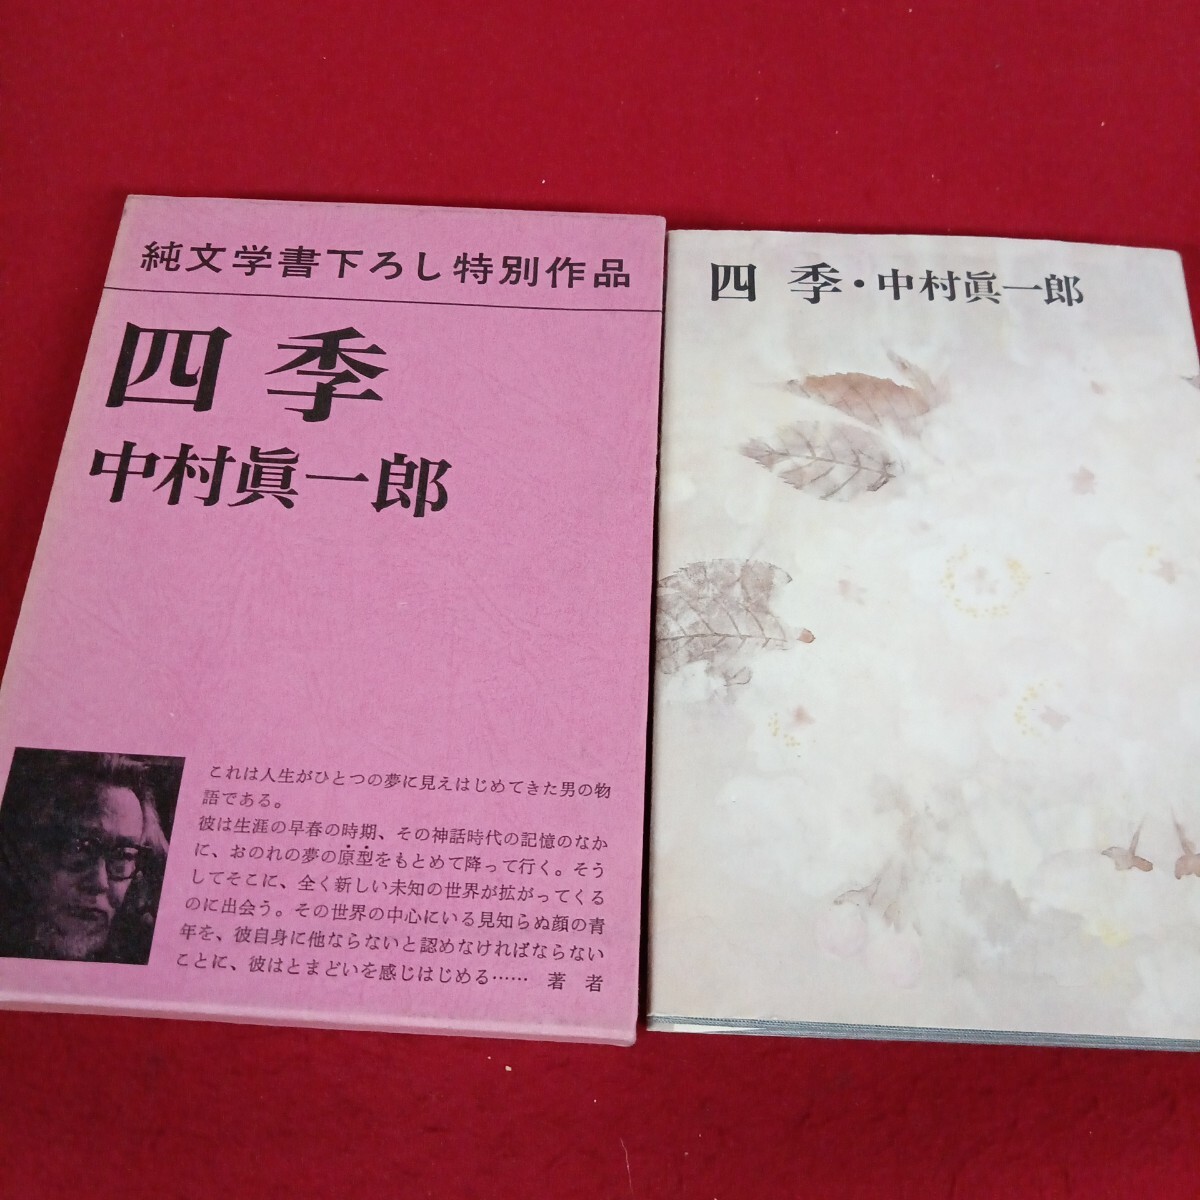 純文学書下ろし特別作品
四季
中村眞一郎
これは人生がひとつの夢に見えはじめてきた男の物
語である。
彼は生涯の早春の時期、その神話時代の記憶のなか
に、おのれの夢の原型をもとめて降って行く。そう
してそこに、全く新しい未知の世界が拡がってくる
のに出会う。その世界の中心にいる見知らぬ顔の青
年を、彼自身に他ならないと認めなければならない
ことに、彼はとまどいを感じはじめる…… 著者
四季・中村眞一郎